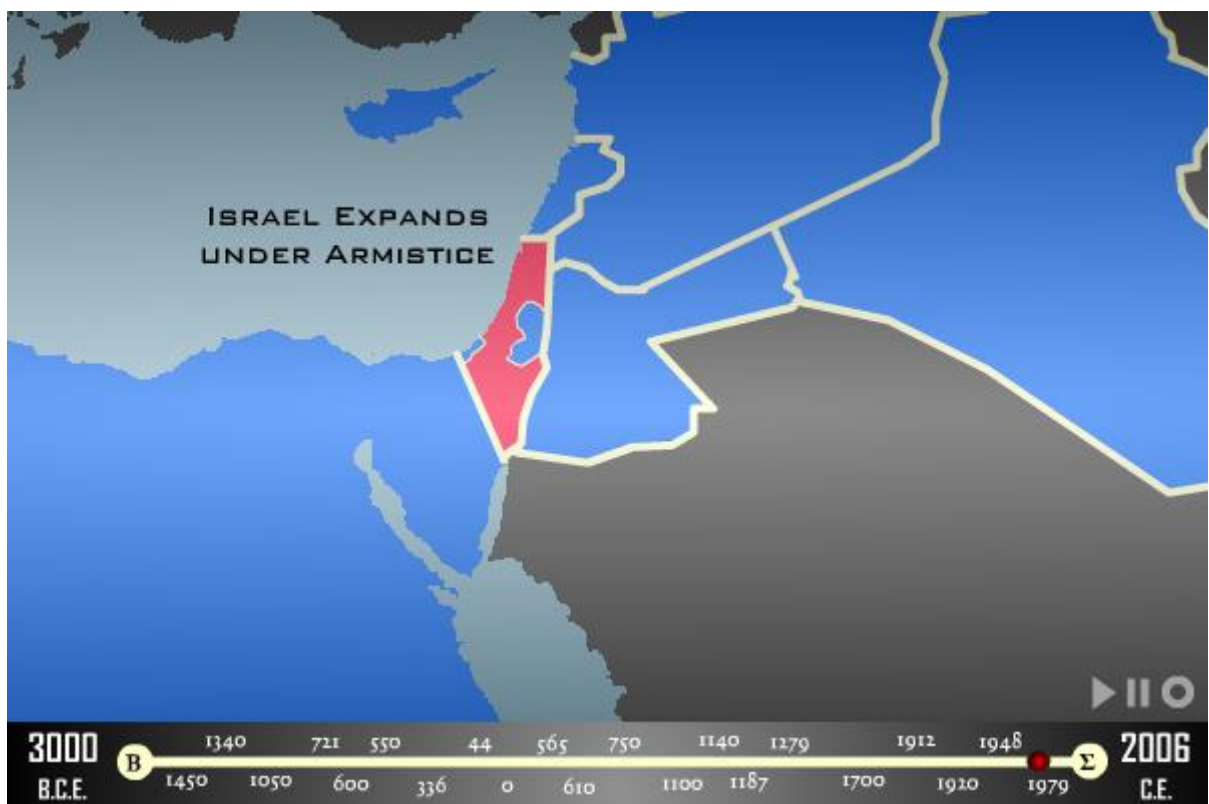 ISRAEL EXPANDS
UNDER ARMISTICE
3000
B.C.E.
B
1340 721 550 44 565 750 1140 1279 1912 1948
1450 1050 600 336 0 610 1100 1187 1700 1920 1979
Σ
2006
C.E.